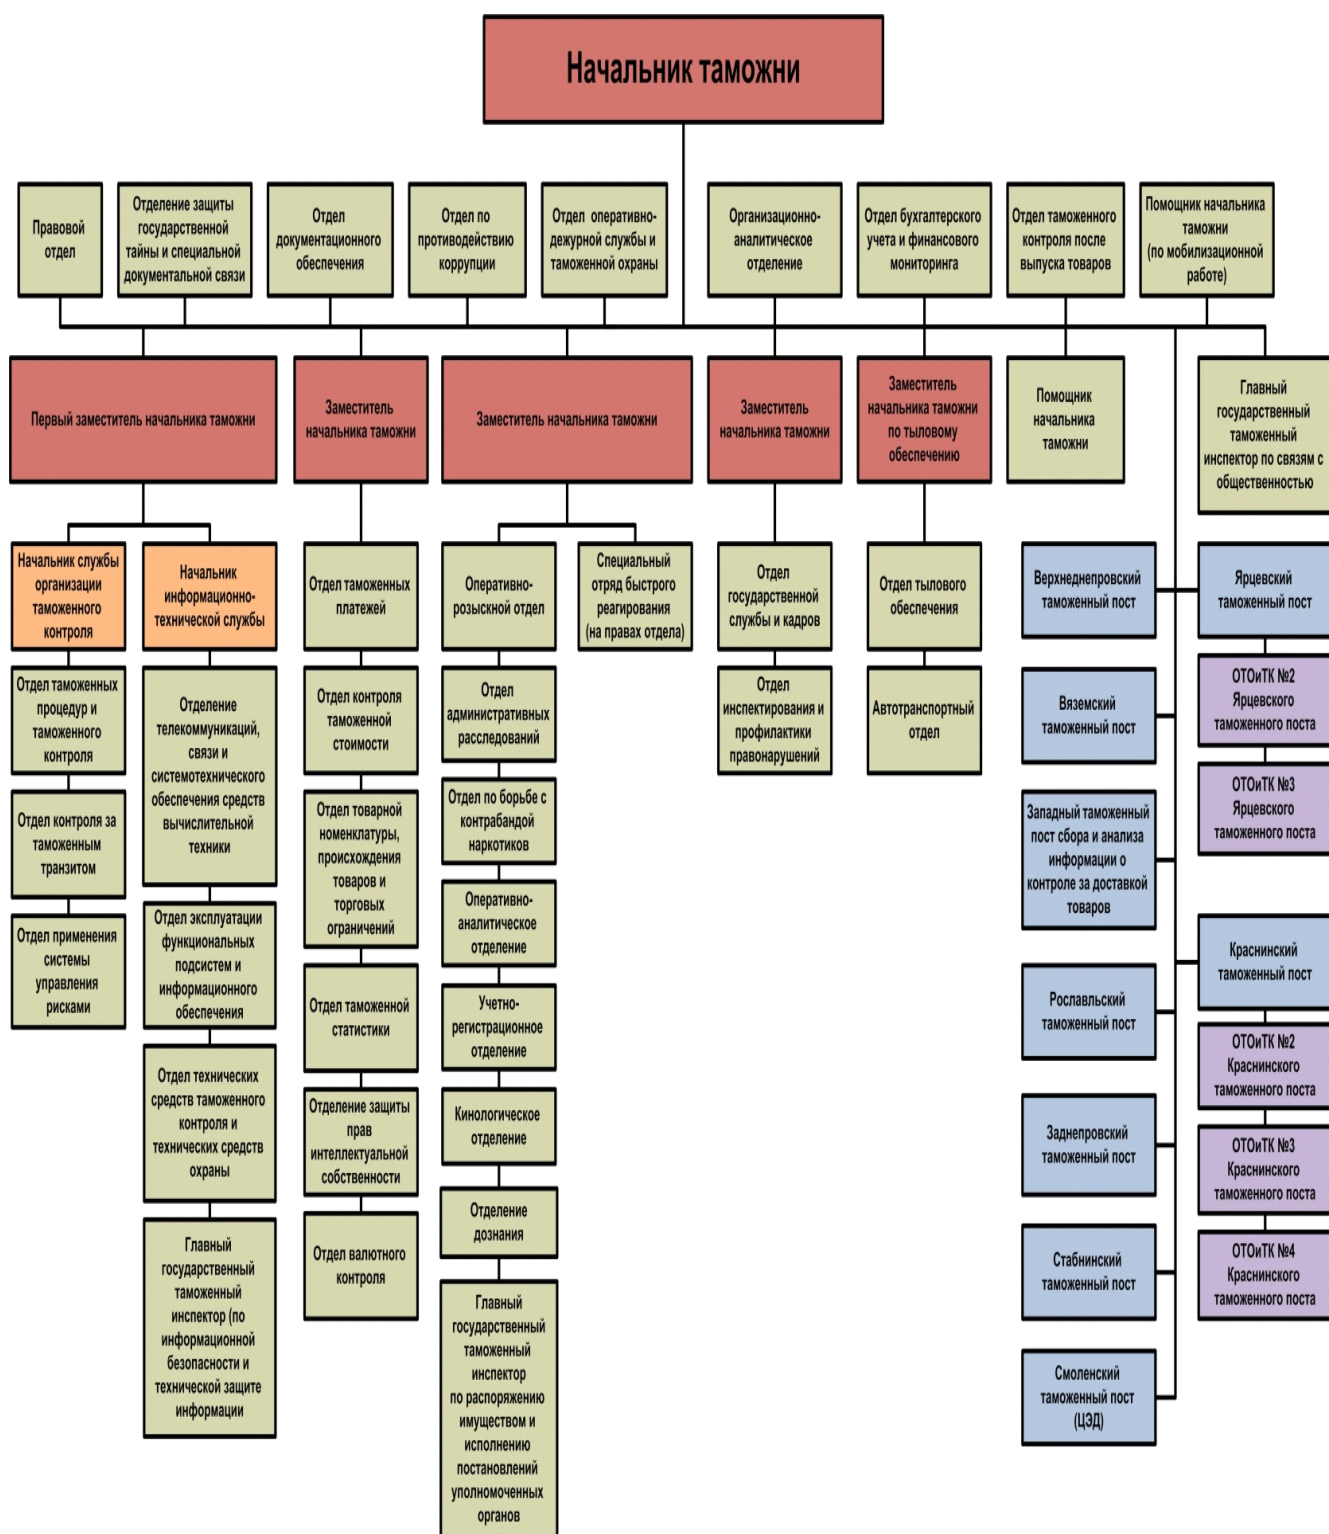 Начальник таможни
Правовой
отдел
Отделение защиты
государственной
тайны и специальной
документальной связи
Отдел
документационного
обеспечения
Отдел по
противодействию
коррупции
Отдел оперативно-
дежурной службы и
таможенной охраны
Организационно-
аналитическое
отделение
Отдел бухгалтерского
учета и финансового
мониторинга
Отдел таможенного
контроля после
выпуска товаров
Помощник начальника
таможни
(по мобилизационной
работе)
Первый заместитель начальника таможни
Заместитель
начальника таможни
Заместитель начальника таможни
Заместитель
начальника таможни
Заместитель
начальника таможни
по тыловому
обеспечению
Помощник
начальника
таможни
Главный
государственный
таможенный
инспектор по связям с
общественностью
Начальник службы
организации
таможенного
контроля
Отдел таможенных
процедур и
таможенного
контроля
Отдел контроля за
таможенным
транзитом
Отдел применения
системы
управления
рисками
Начальник
информационно-
технической службы
Отделение
телекоммуникаций,
связи и
системотехнического
обеспечения средств
вычислительной
техники
Отдел эксплуатации
функциональных
подсистем и
информационного
обеспечения
Отдел технических
средств таможенного
контроля и
технических средств
охраны
Главный
государственный
таможенный
инспектор (по
информационной
безопасности и
технической защите
информации
Отдел таможенных
платежей
Отдел контроля
таможенной
стоимости
Отдел товарной
номенклатуры,
происхождения
товаров и
торговых
ограничений
Отдел таможенной
статистики
Отделение защиты
прав
интеллектуальной
собственности
Отдел валютного
контроля
Оперативно-
розыскной отдел
Отдел
административных
расследований
Отдел по борьбе с
контрабандой
наркотиков
Оперативно-
аналитическое
отделение
Учетно-
регистрационное
отделение
Кинологическое
отделение
Отделение
дознания
Главный
государственный
таможенный
инспектор
по распоряжению
имуществом и
исполнению
постановлений
уполномоченных
органов
Специальный
отряд быстрого
реагирования
(на правах отдела)
Отдел
государственной
службы и кадров
Отдел
инспектирования и
профилактики
правонарушений
Отдел тылового
обеспечения
Автотранспортный
отдел
Верхнеднепровский
таможенный пост
Вяземский
таможенный пост
Западный таможенный
пост сбора и анализа
информации о
контроле за доставкой
товаров
Рославльский
таможенный пост
Заднепровский
таможенный пост
Стабнинский
таможенный пост
Смоленский
таможенный пост
(ЦЭД)
Ярцевский
таможенный пост
ОТОиТК №2
Ярцевского
таможенного поста
ОТОиТК №3
Ярцевского
таможенного поста
Краснинский
таможенный пост
ОТОиТК №2
Краснинского
таможенного поста
ОТОиТК №3
Краснинского
таможенного поста
ОТОиТК №4
Краснинского
таможенного поста